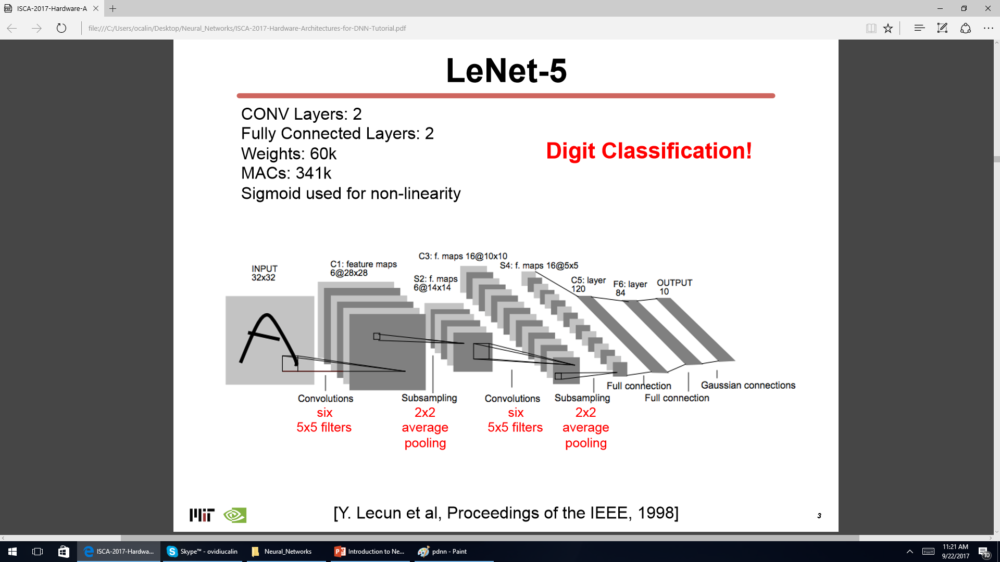 ISCA-2017-Hardware-A
file:///C:/Users/ocalin/Desktop/Neural_Networks/ISCA-2017-Hardware-Architectures-for-DNN-Tutorial.pdf
LeNet-5
CONV Layers: 2
Fully Connected Layers: 2
Weights: 60k
MACs: 341k
Sigmoid used for non-linearity
Digit Classification!
INPUT
32x32
C1: feature maps
6@28x28
S2: f. maps
6@14x14
C3: f. maps 16@10x10
S4: f. maps 16@5x5
C5: layer
120
F6: layer
84
OUTPUT
10
Convolutions
Subsampling
Convolutions
Subsampling
Full connection
Full connection
Gaussian connections
six
5x5 filters
2x2
average
pooling
six
5x5 filters
2x2
average
pooling
MIT
[Y. Lecun et al, Proceedings of the IEEE, 1998]
3
ISCA-2017-Hardwa...
Skype™ - ovidiucalin
Neural_Networks
Introduction to Ne...
pdnn - Paint
11:21 AM
9/22/2017
10